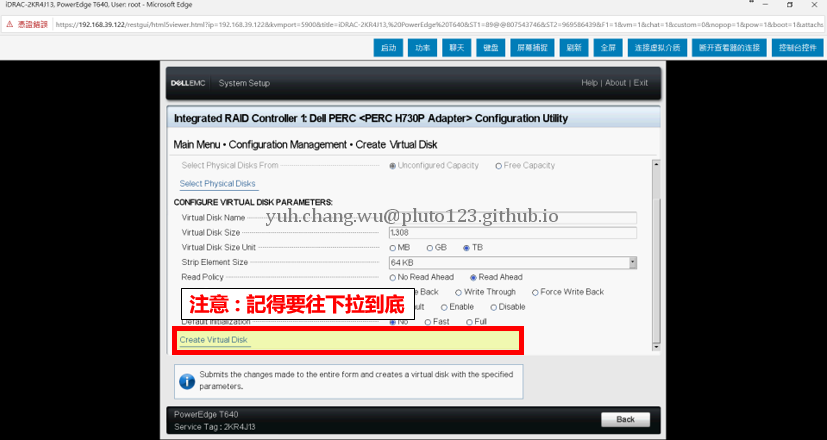 iDRAC-2KR4J13, PowerEdge T640, User: root - Microsoft Edge
憑證錯誤 https://192.168.39.122/restgui/html5viewer.html?ip=192.168.39.122&kvmport=5900&title=iDRAC-2KR4J13,%20PowerEdge%20T640&ST1=89@@807543746&ST2=969586439&F1=1&vm=1&chat=1&custom=0&nopop=1&pow=1&boot=1&attachs
启动 功率 聊天 键盘 屏幕捕捉 刷新 全屏 连接虚拟介质 断开查看器的连接 控制台控件
DELLEMC System Setup Help | About | Exit
Integrated RAID Controller 1: Dell PERC <PERC H730P Adapter> Configuration Utility
Main Menu • Configuration Management • Create Virtual Disk
Select Physical Disks From Unconfigured Capacity Free Capacity
Select Physical Disks
CONFIGURE VIRTUAL DISK PARAMETERS:
Virtual Disk Name
yuh.chang.wu@pluto123.github.io
Virtual Disk Size 1.308
Virtual Disk Size Unit MB GB TB
Strip Element Size 64 KB
Read Policy No Read Ahead Read Ahead
Back Write Through Force Write Back
注意：記得要往下拉到底
Enable Disable
Default Initialization No Fast Full
Create Virtual Disk
Submits the changes made to the entire form and creates a virtual disk with the specified
parameters.
PowerEdge T640
Service Tag : 2KR4J13
Back